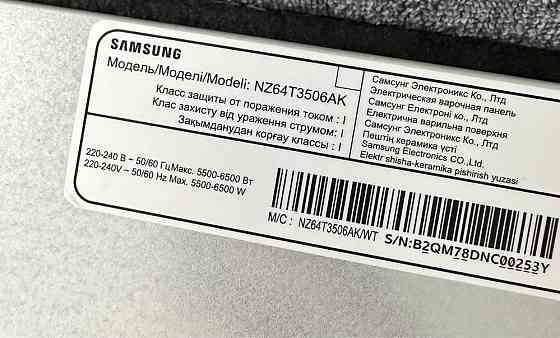 SAMSUNG
Модель/Моделі/Modeli: NZ64T3506AK
Класс защиты от поражения током : I
Клас захисту від ураження струмом: I
Зақымданудан қорғау классы : I
220-240 В ~ 50/60 Гц Макс. 5500-6500 Вт
220-240V ~ 50/60 Hz Max. 5500-6500 W
Самсунг Электроникс Ко., Лтд
Электрическая варочная панель
Самсунг Електроні Ко., Лтд
Електрична варильна поверхня
Самсунг Электроникс Ко., Лтд
Пештің керамика үсті
Samsung Electronics CO.,Ltd.
Elektr shisha-keramika pishirish yuzasi
M/C : NZ64T3506AK/WT
S/N:B2QM78DNC00253Y